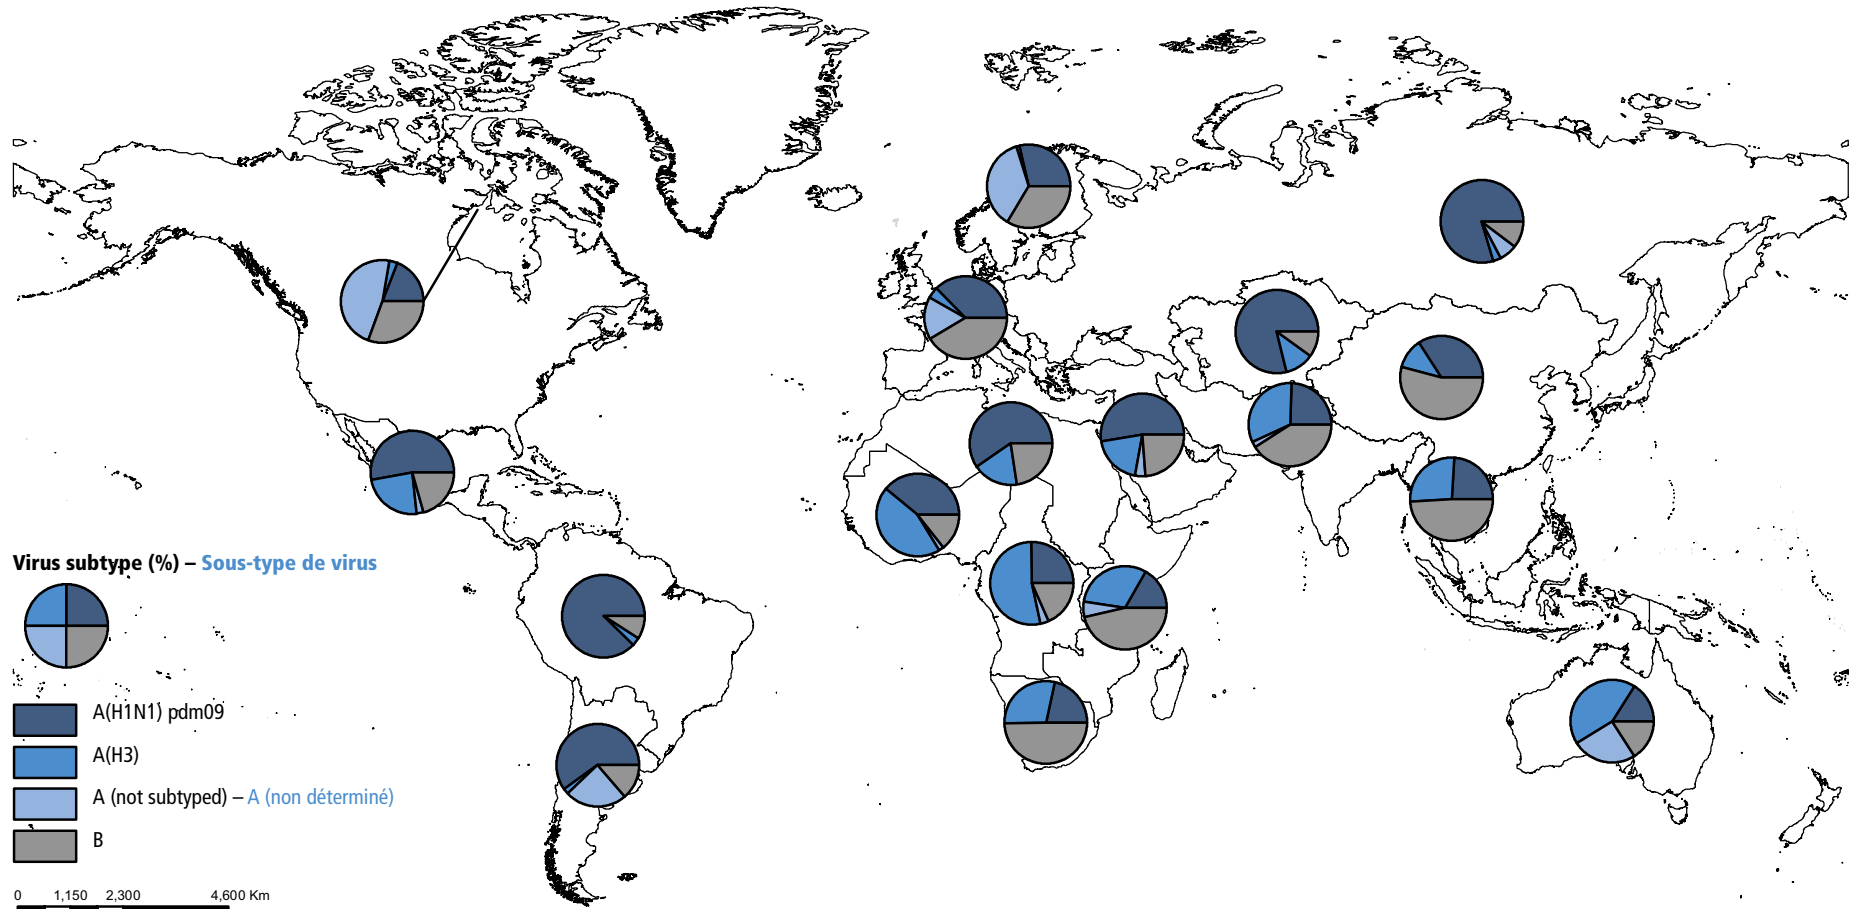 Virus subtype (%) – Sous-type de virus
A(H1N1) pdm09
A(H3)
A (not subtyped) – A (non déterminé)
B
0 1,150 2,300 4,600 Km